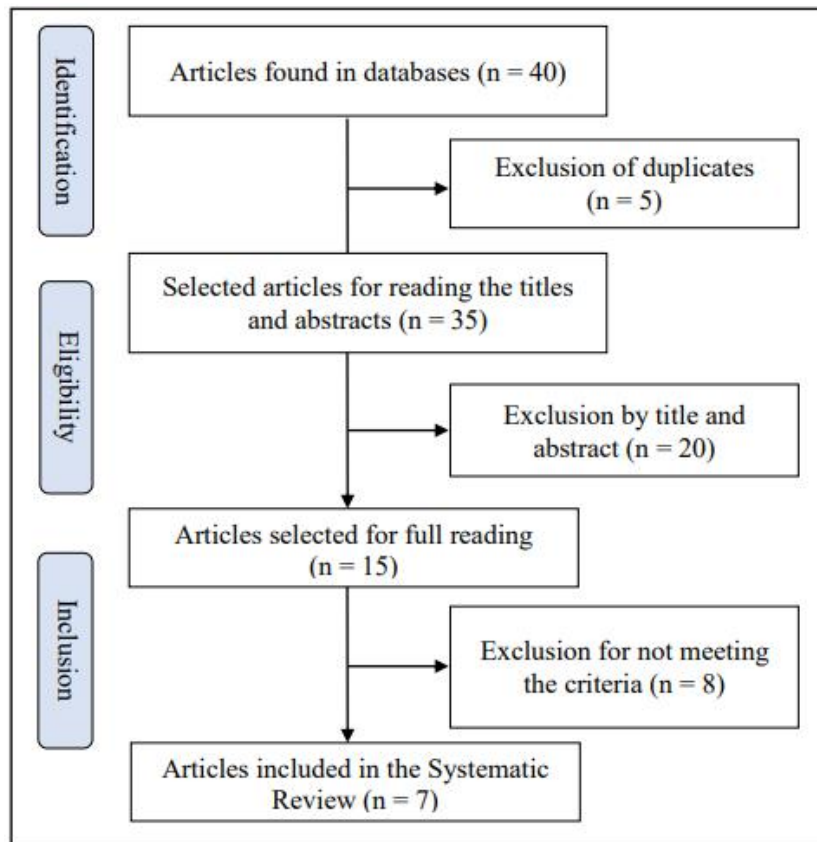 Identification
Articles found in databases (n = 40)
Exclusion of duplicates
(n = 5)
Eligibility
Selected articles for reading the titles
and abstracts (n = 35)
Exclusion by title and
abstract (n = 20)
Articles selected for full reading
(n = 15)
Inclusion
Exclusion for not meeting
the criteria (n = 8)
Articles included in the Systematic
Review (n = 7)